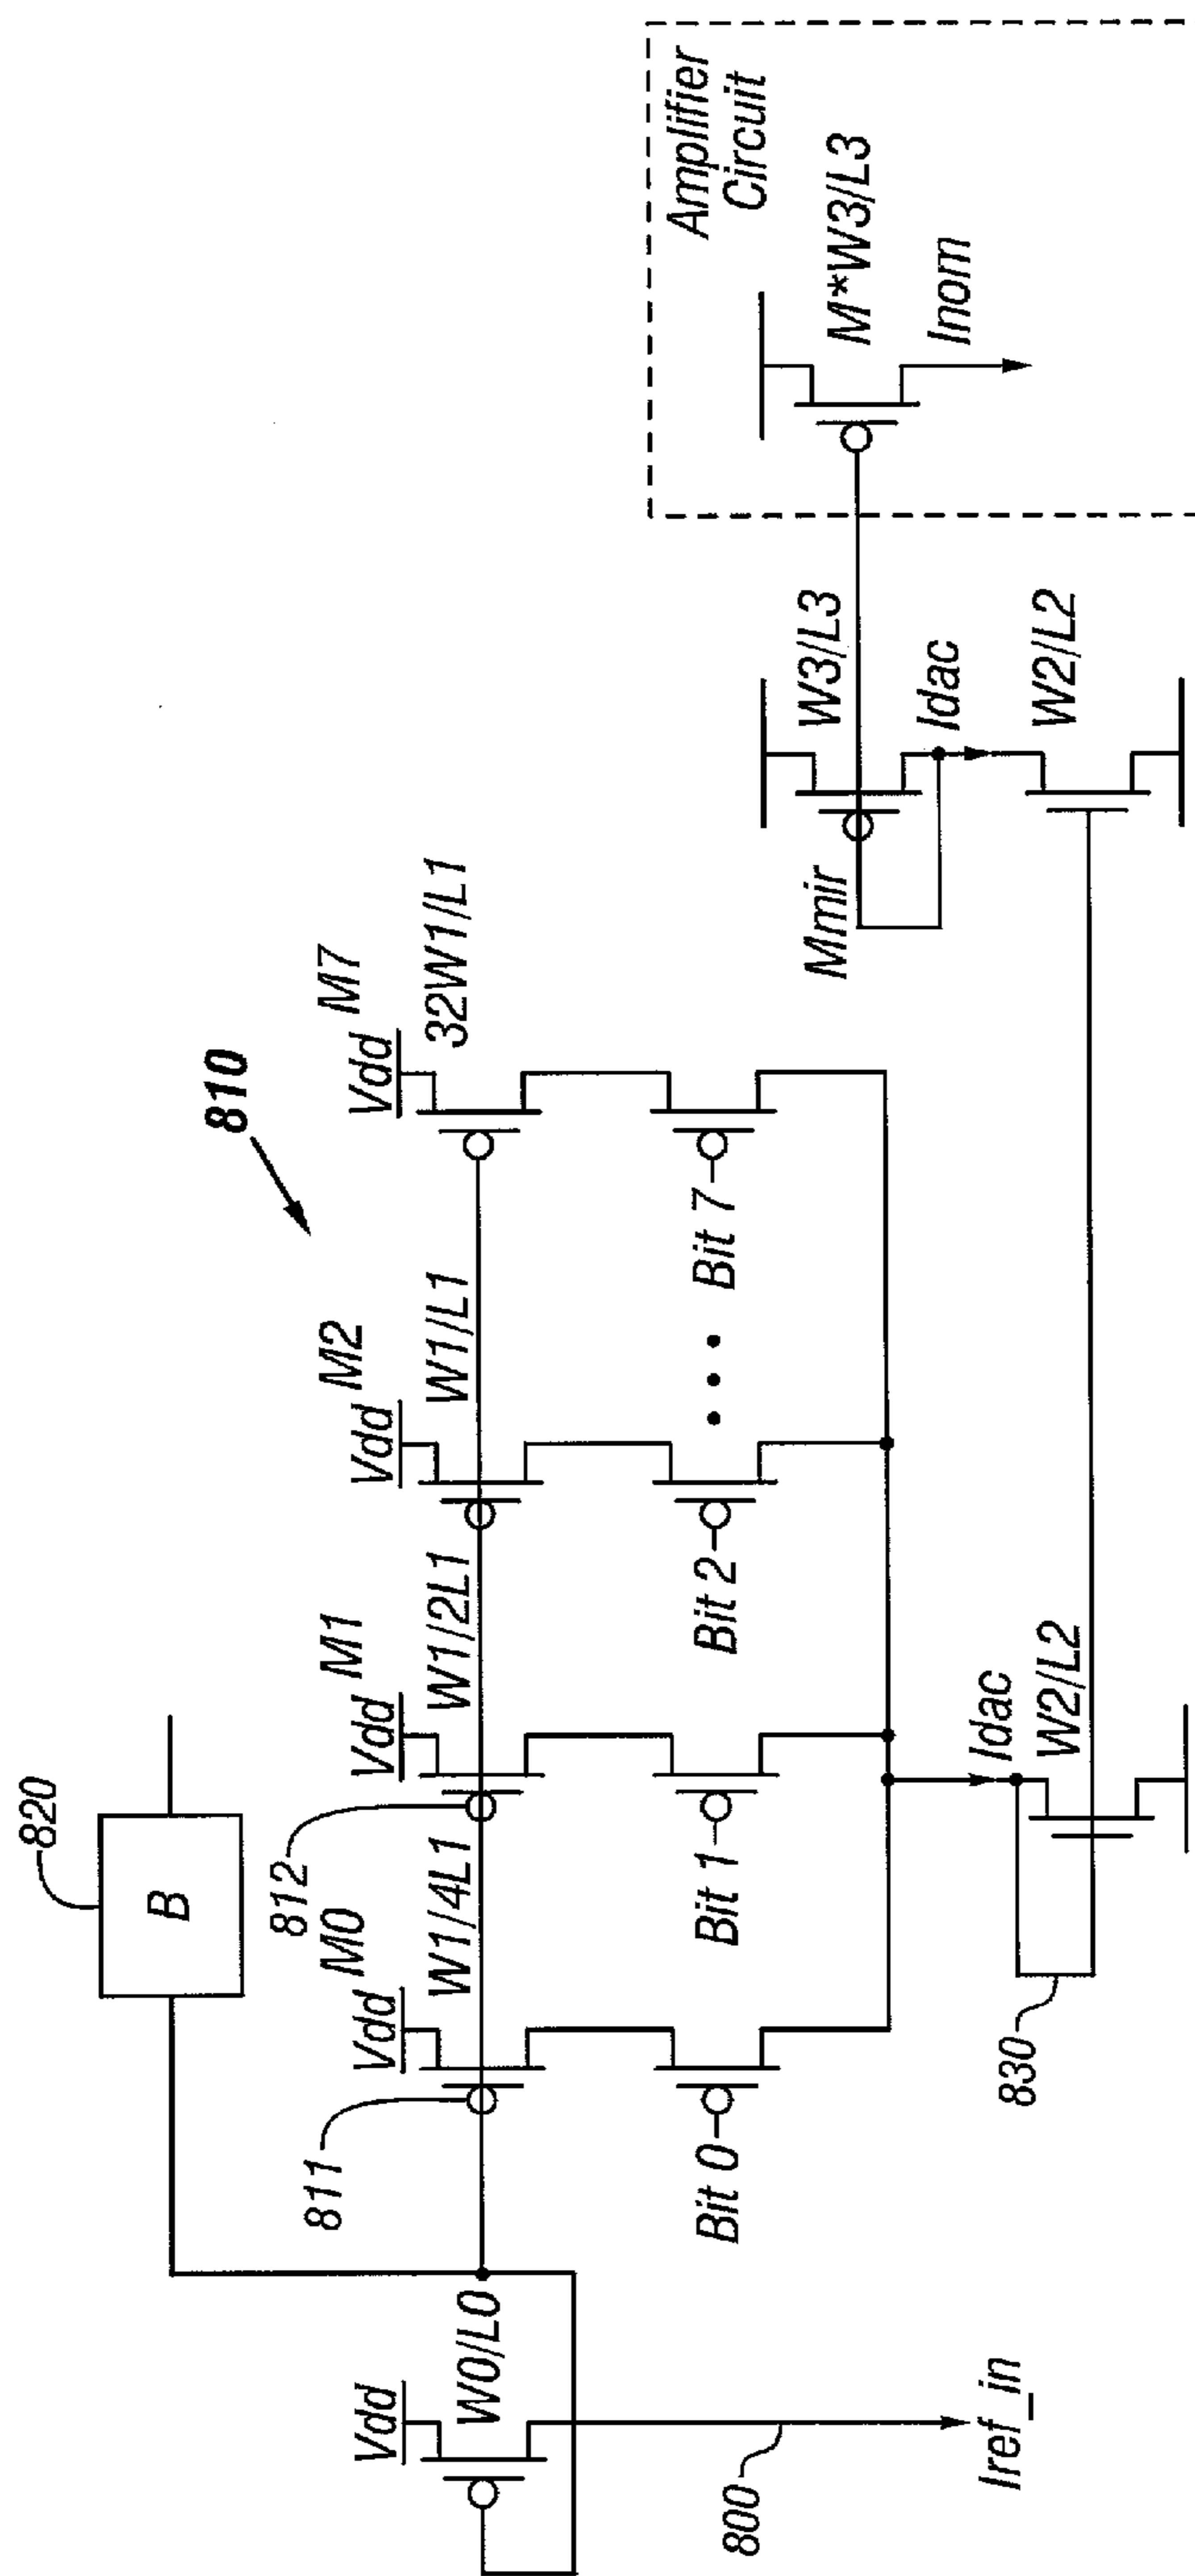 820
B
810
Vdd
W0/L0
Vdd M0
W1/4L1
Vdd M1
W1/2L1
Vdd M2
W1/L1
Vdd M7
32W1/L1
811
812
Bit 0
Bit 1
Bit 2
Bit 7
800
Iref_in
830
Idac
W2/L2
Mmir
W3/L3
Idac
W2/L2
Amplifier
Circuit
M*W3/L3
Inom